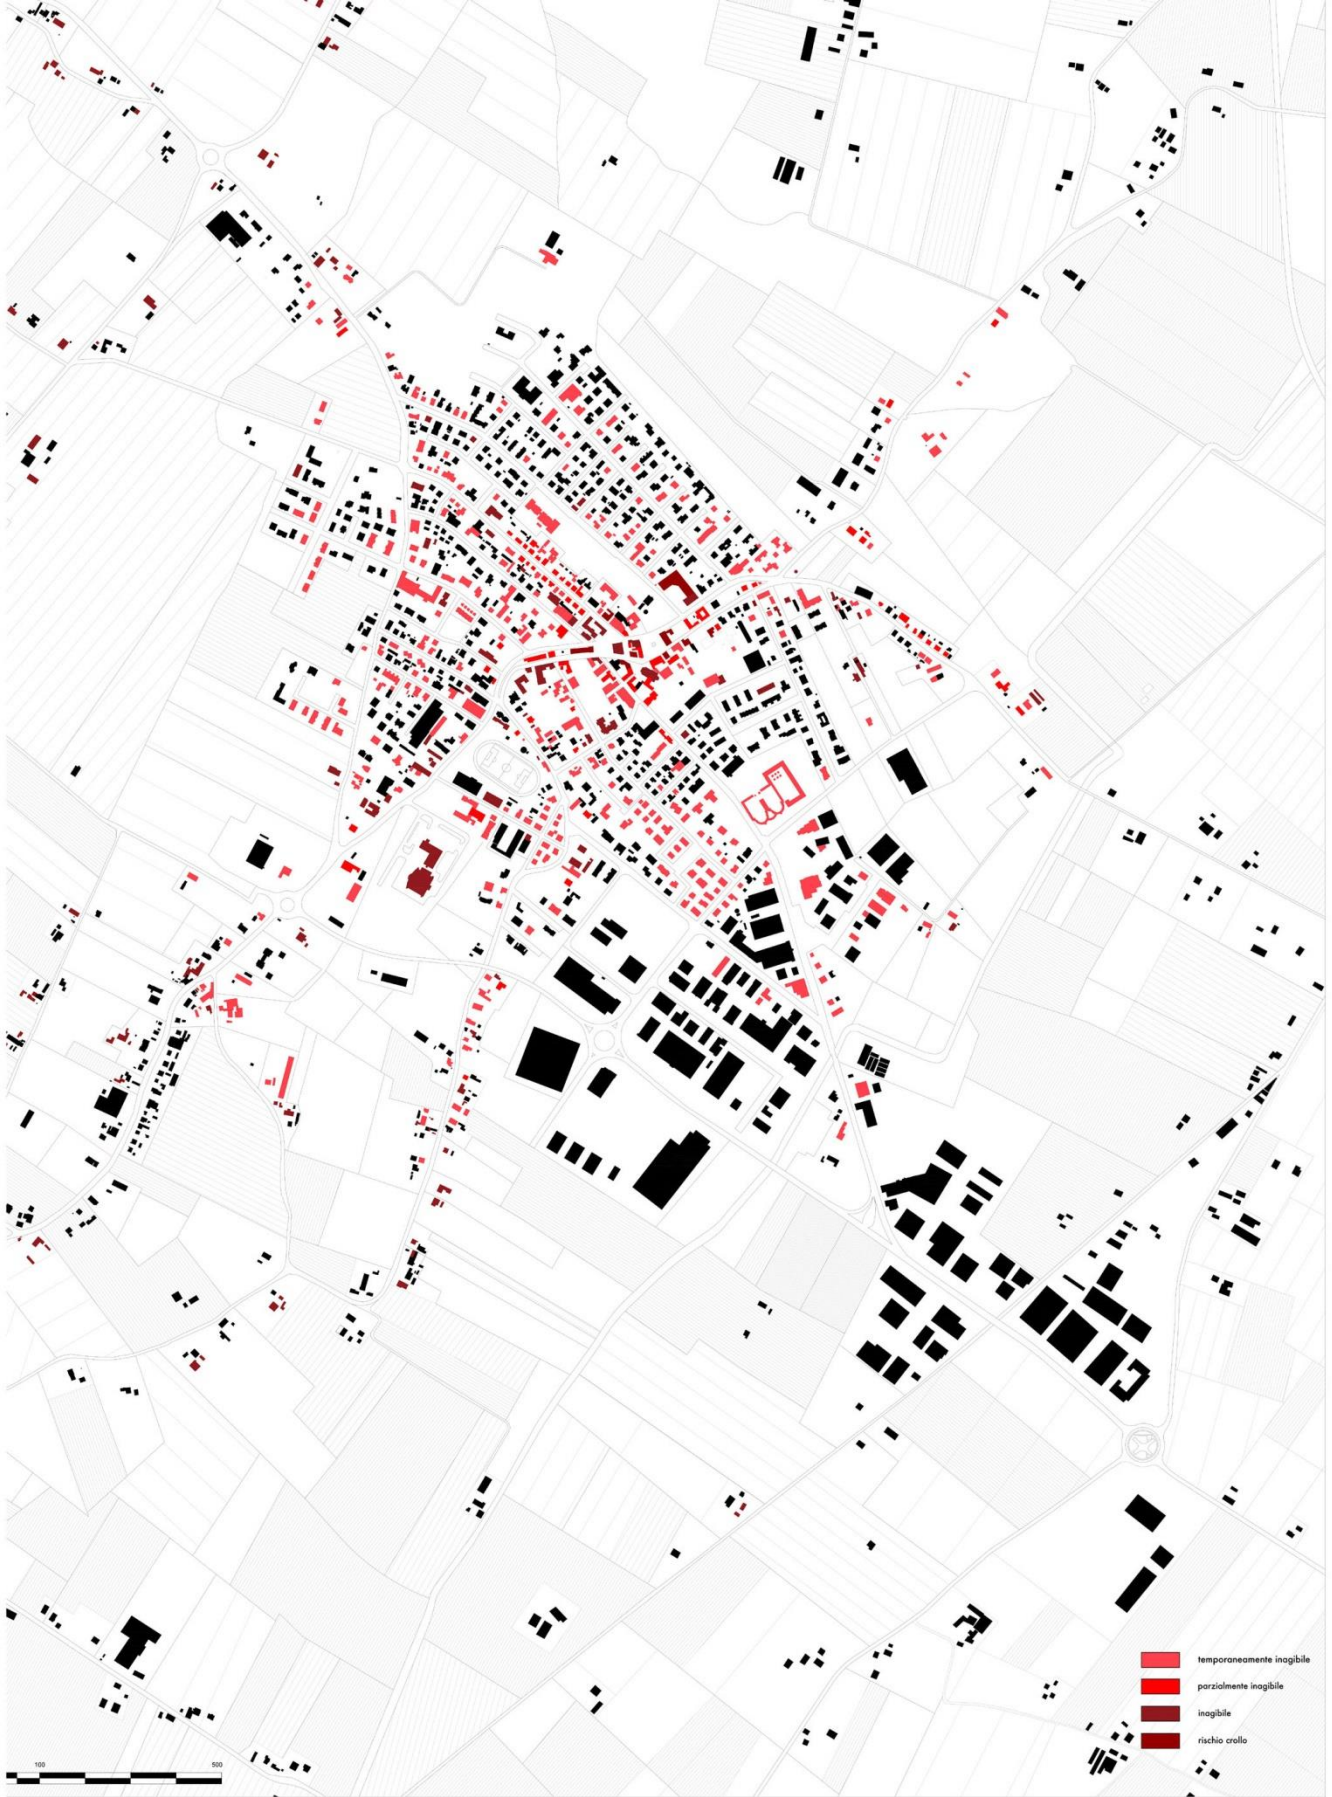 temporaneamente inagibile
parzialmente inagibile
inagibile
rischio crollo
100 500